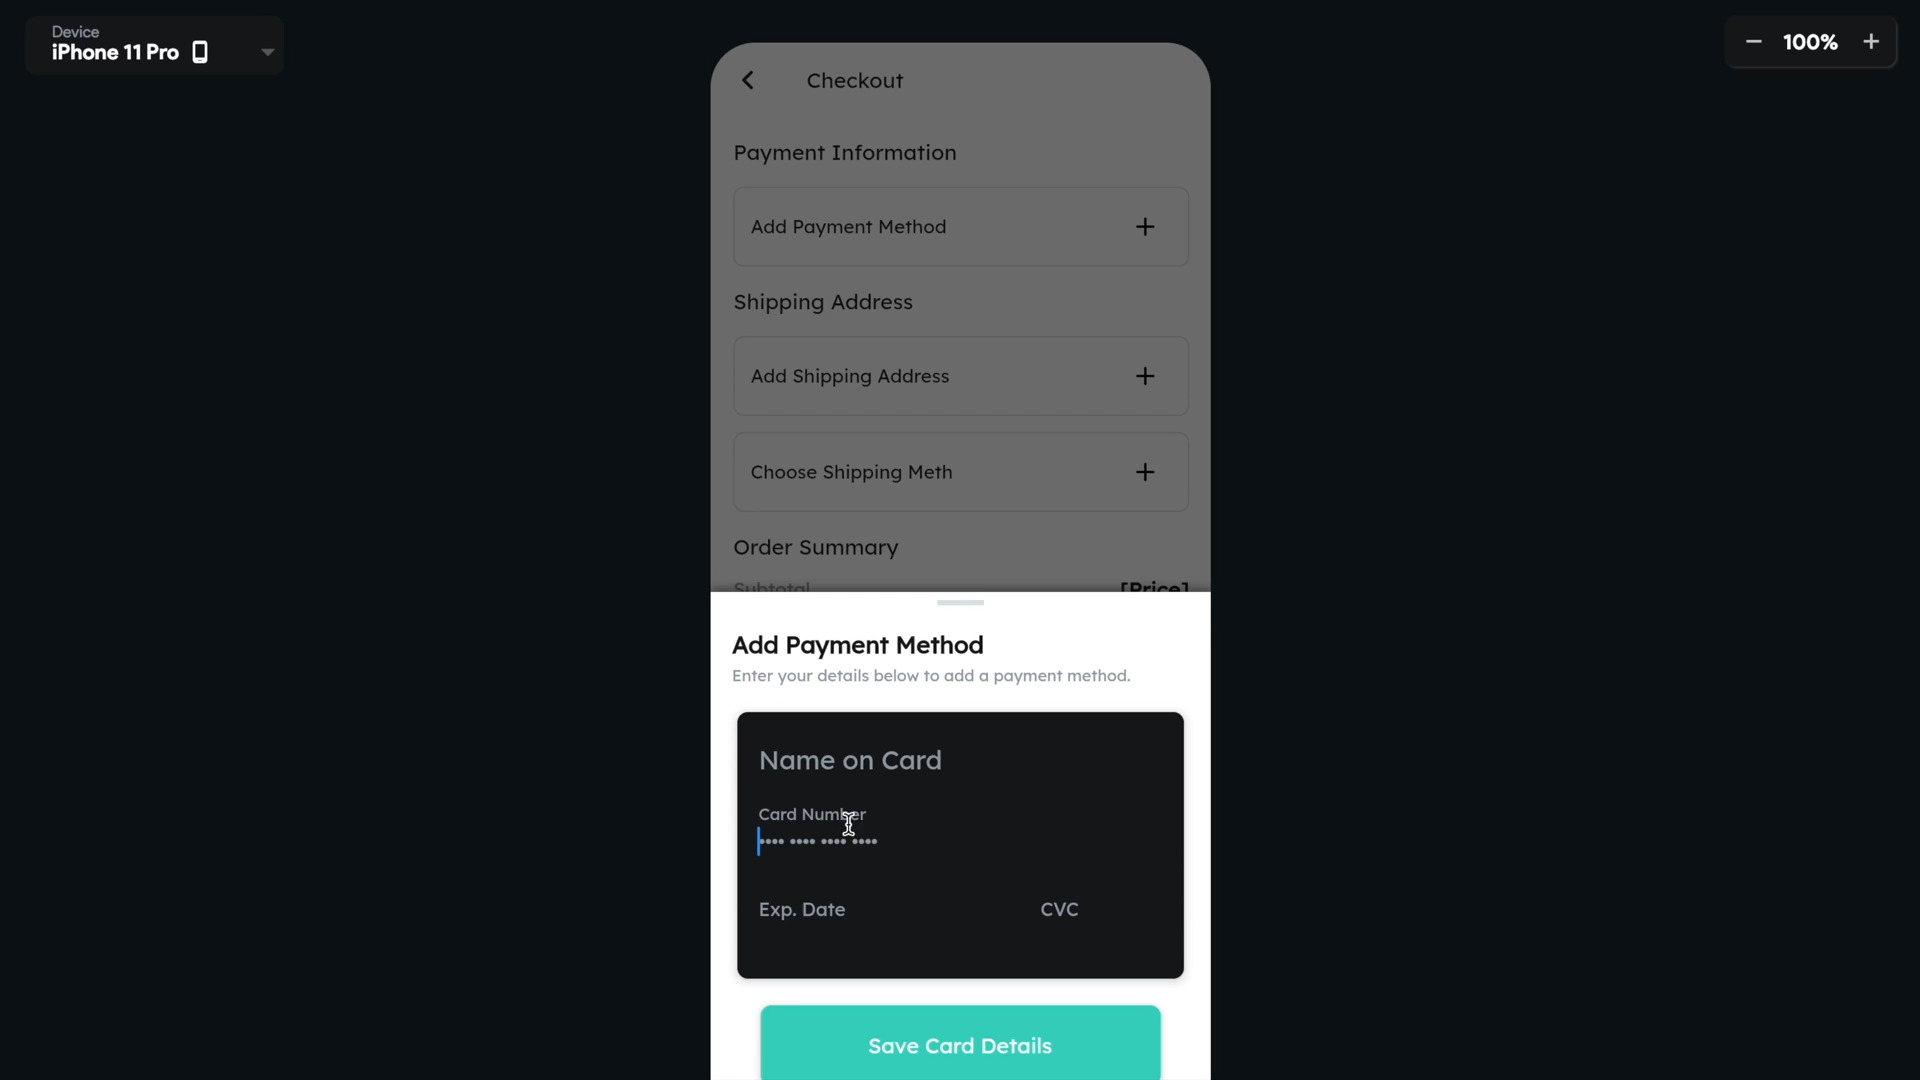 Device
iPhone 11 Pro
100%
Checkout
Payment Information
Add Payment Method
Shipping Address
Add Shipping Address
Choose Shipping Meth
Order Summary
Subtotal [Price]
Add Payment Method
Enter your details below to add a payment method.
Name on Card
Card Number
•••• •••• •••• ••••
Exp. Date CVC
Save Card Details